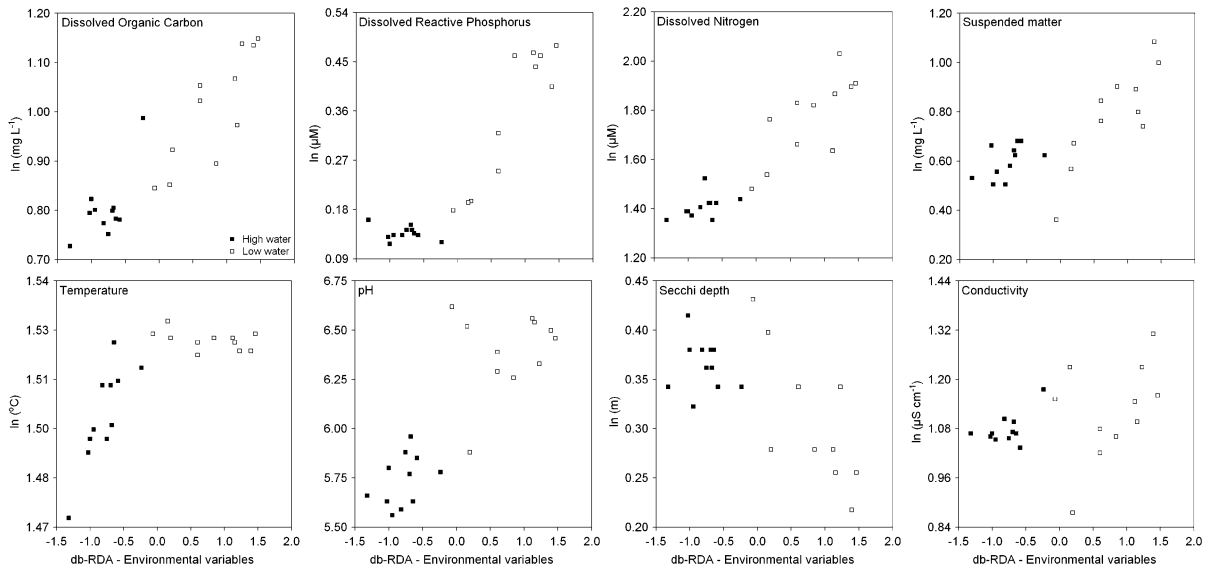 Dissolved Organic Carbon
ln (mg L⁻¹)
1.20
1.10
1.00
0.90
0.80
0.70
High water
Low water
Dissolved Reactive Phosphorus
ln (µM)
0.54
0.45
0.36
0.27
0.18
0.09
Dissolved Nitrogen
ln (µM)
2.20
2.00
1.80
1.60
1.40
1.20
Suspended matter
ln (mg L⁻¹)
1.20
1.00
0.80
0.60
0.40
0.20
Temperature
ln (°C)
1.54
1.53
1.51
1.50
1.48
1.47
-1.5 -1.0 -0.5 0.0 0.5 1.0 1.5 2.0
db-RDA - Environmental variables
pH
6.75
6.50
6.25
6.00
5.75
5.50
-1.5 -1.0 -0.5 0.0 0.5 1.0 1.5 2.0
db-RDA - Environmental variables
Secchi depth
ln (m)
0.45
0.40
0.35
0.30
0.25
0.20
-1.5 -1.0 -0.5 0.0 0.5 1.0 1.5 2.0
db-RDA - Environmental variables
Conductivity
ln (µS cm⁻¹)
1.44
1.32
1.20
1.08
0.96
0.84
-1.5 -1.0 -0.5 0.0 0.5 1.0 1.5 2.0
db-RDA - Environmental variables